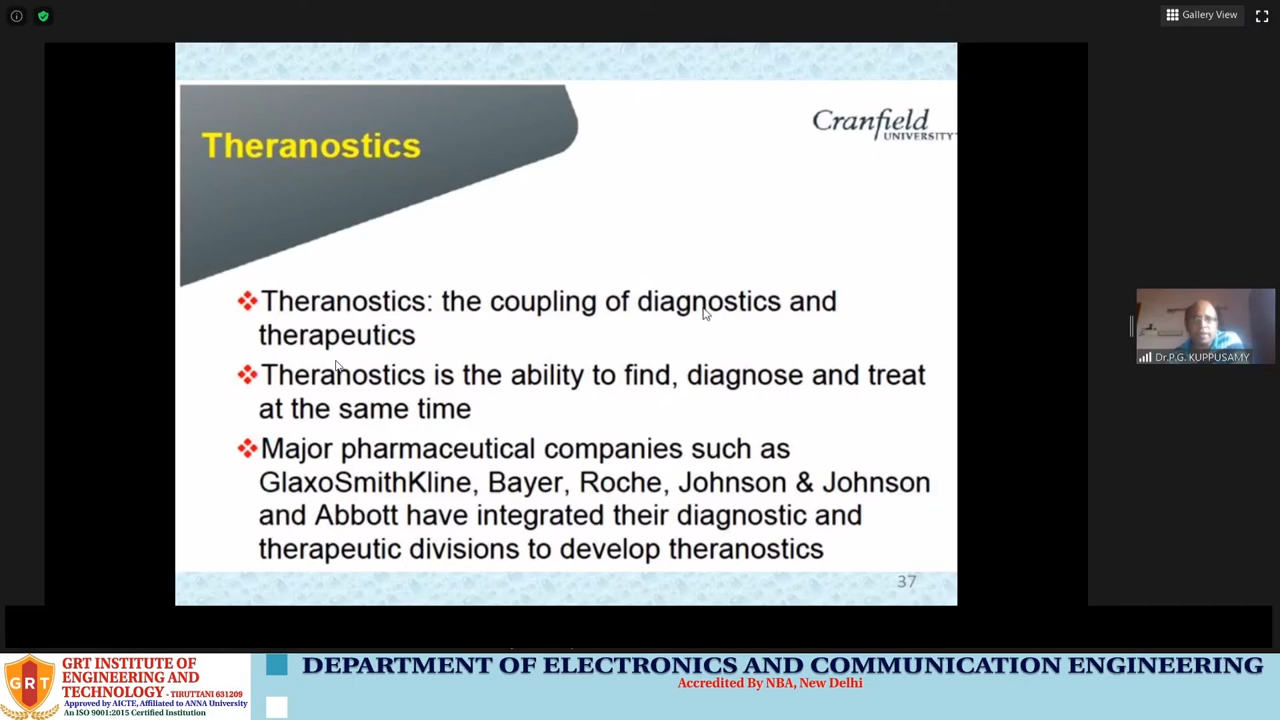 Gallery View
Theranostics
Cranfield
UNIVERSITY
❖Theranostics: the coupling of diagnostics and
therapeutics
❖Theranostics is the ability to find, diagnose and treat
at the same time
❖Major pharmaceutical companies such as
GlaxoSmithKline, Bayer, Roche, Johnson & Johnson
and Abbott have integrated their diagnostic and
therapeutic divisions to develop theranostics
37
Dr.P.G. KUPPUSAMY
GRT
GRT INSTITUTE OF
ENGINEERING AND
TECHNOLOGY - TIRUTTANI 631209
Approved by AICTE, Affiliated to ANNA University
An ISO 9001:2015 Certified Institution
DEPARTMENT OF ELECTRONICS AND COMMUNICATION ENGINEERING
Accredited By NBA, New Delhi